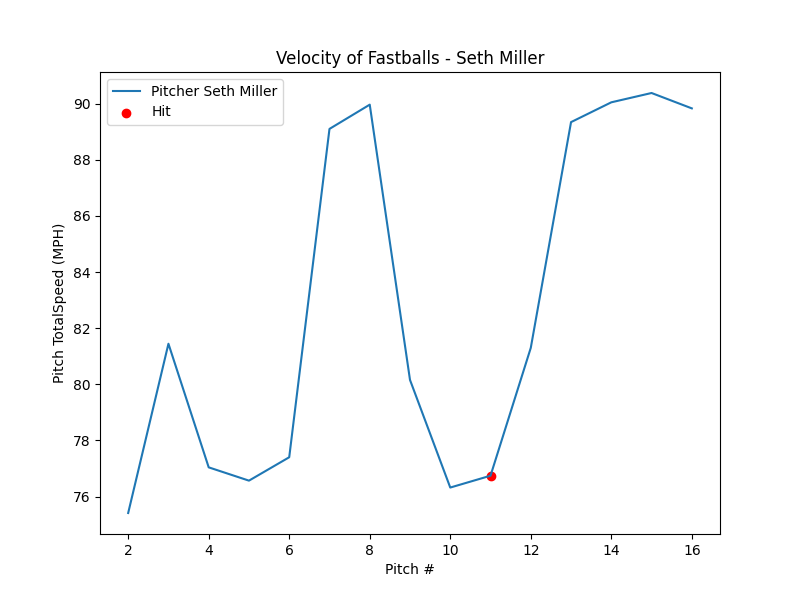 Velocity of Fastballs - Seth Miller
Pitcher Seth Miller
Hit
90
88
86
84
82
80
78
76
Pitch TotalSpeed (MPH)
2 4 6 8 10 12 14 16
Pitch #